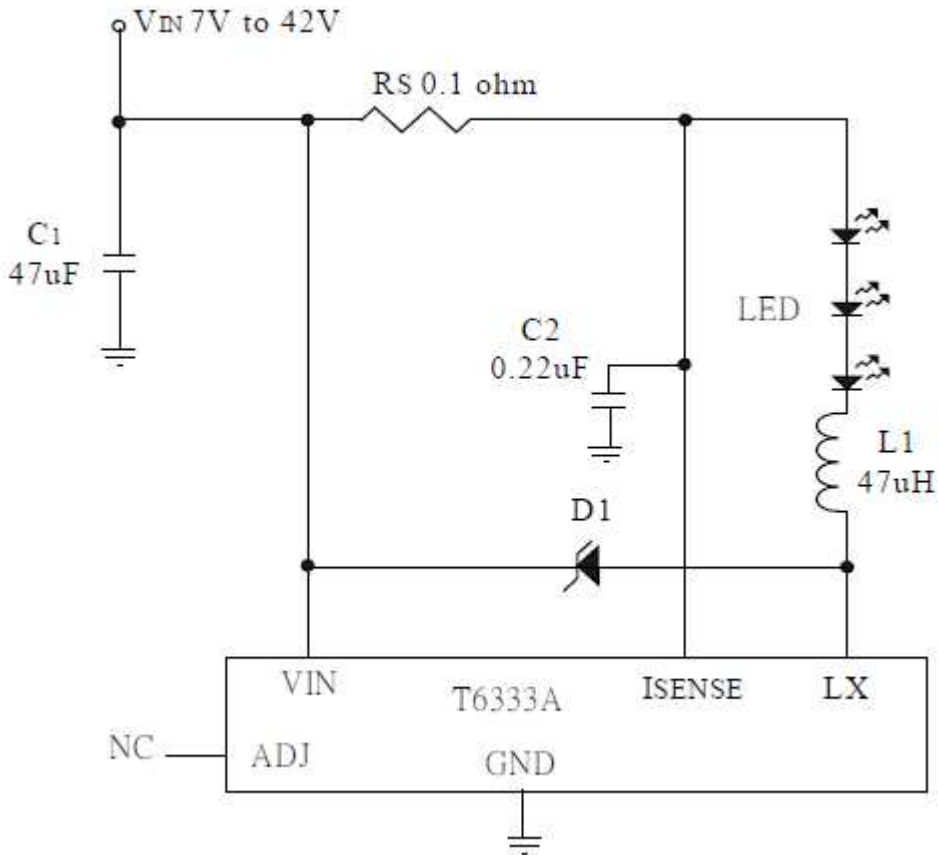 VIN 7V to 42V
RS 0.1 ohm
C1
47uF
LED
C2
0.22uF
L1
47uH
D1
VIN
T6333A
ISENSE
LX
NC
ADJ
GND